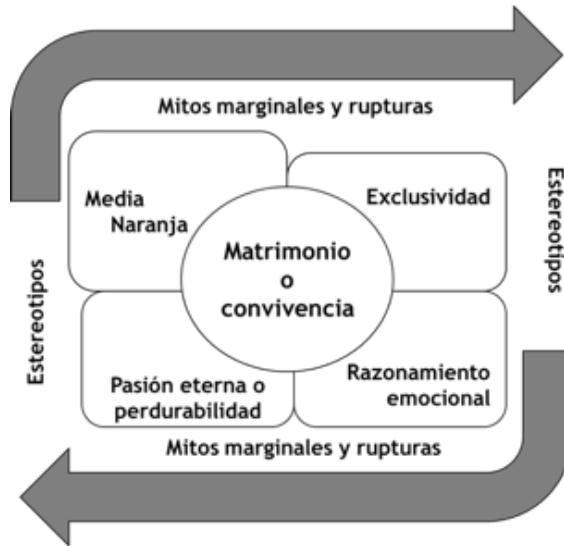 Mitos marginales y rupturas
Media
Naranja
Exclusividad
Matrimonio
o
convivencia
Estereotipos
Estereotipos
Pasión eterna o
perdurabilidad
Razonamiento
emocional
Mitos marginales y rupturas